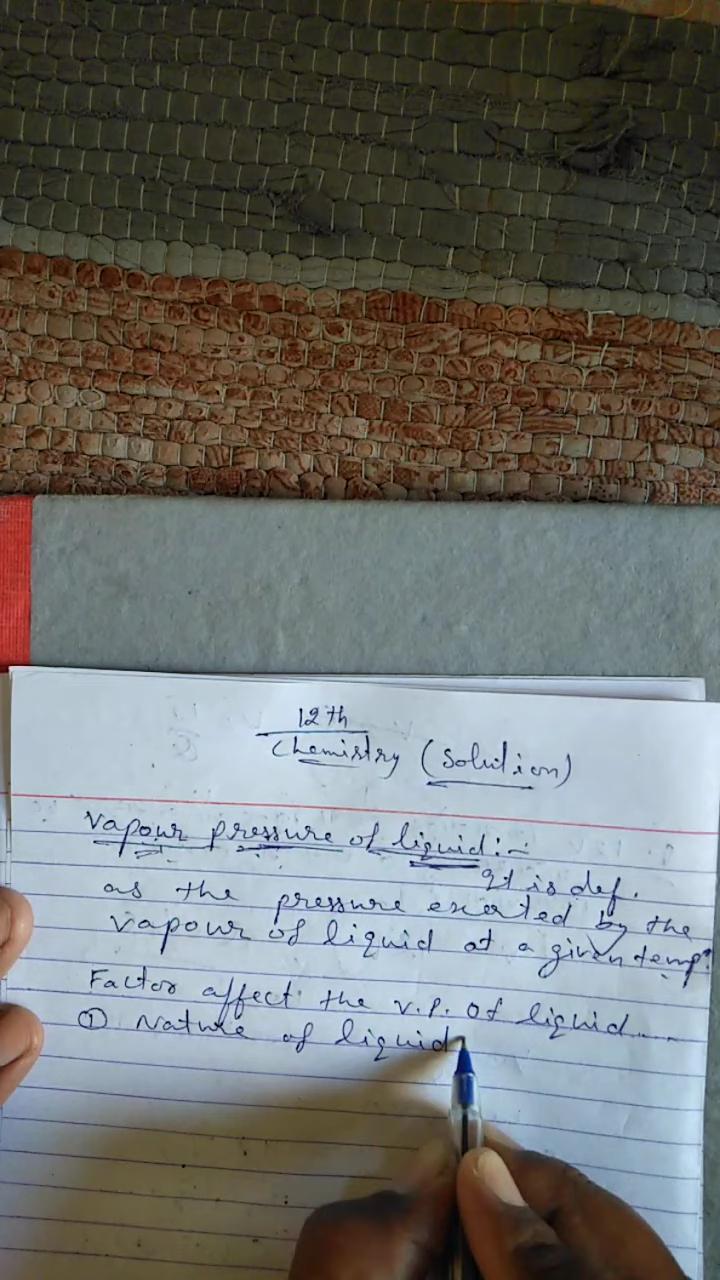 12th
Chemistry (Solution)
Vapour pressure of liquid:-
It is def.
as the pressure exerted by the
vapour of liquid at a given temp.
Factor affect the v.p. of liquid....
① Nature of liquid